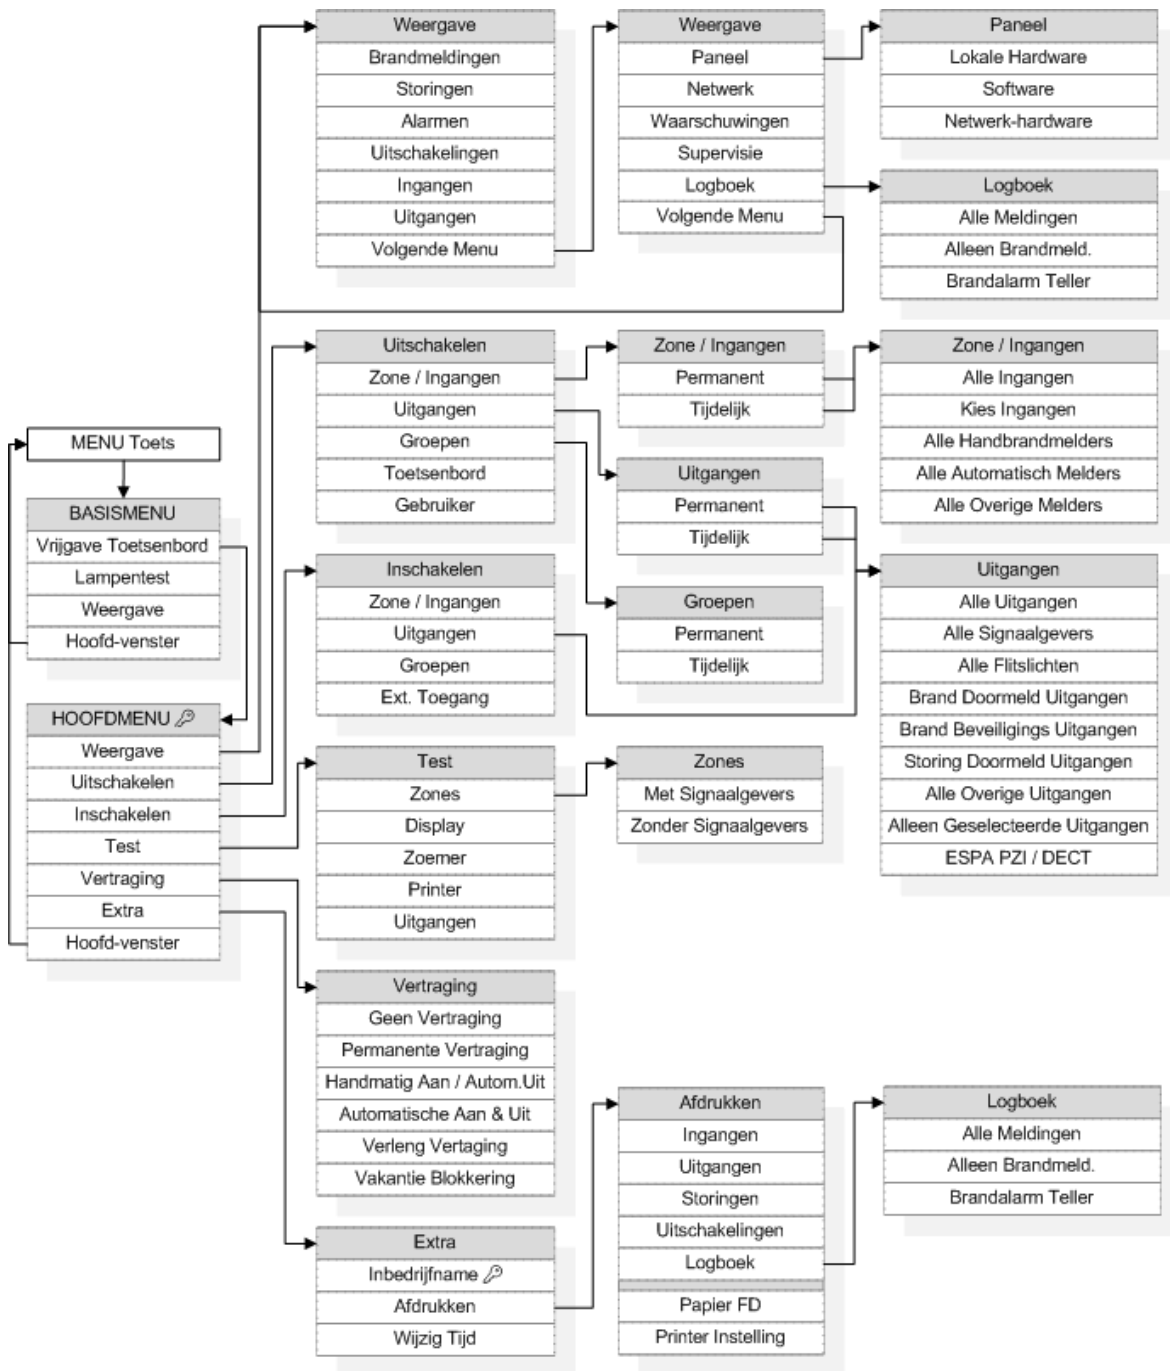 MENU Toets
BASISMENU
Vrijgave Toetsenbord
Lampentest
Weergave
Hoofd-venster
HOOFDMENU
Weergave
Uitschakelen
Inschakelen
Test
Vertraging
Extra
Hoofd-venster
Weergave
Brandmeldingen
Storingen
Alarmen
Uitschakelingen
Ingangen
Uitgangen
Volgende Menu
Weergave
Paneel
Netwerk
Waarschuwingen
Supervisie
Logboek
Volgende Menu
Paneel
Lokale Hardware
Software
Netwerk-hardware
Logboek
Alle Meldingen
Alleen Brandmeld.
Brandalarm Teller
Uitschakelen
Zone / Ingangen
Uitgangen
Groepen
Toetsenbord
Gebruiker
Zone / Ingangen
Permanent
Tijdelijk
Zone / Ingangen
Alle Ingangen
Kies Ingangen
Alle Handbrandmelders
Alle Automatisch Melders
Alle Overige Melders
Uitgangen
Permanent
Tijdelijk
Groepen
Permanent
Tijdelijk
Inschakelen
Zone / Ingangen
Uitgangen
Groepen
Ext. Toegang
Uitgangen
Alle Uitgangen
Alle Signaalgevers
Alle Flitslichten
Brand Doormeld Uitgangen
Brand Beveiligings Uitgangen
Storing Doormeld Uitgangen
Alle Overige Uitgangen
Alleen Geselecteerde Uitgangen
ESPA PZI / DECT
Test
Zones
Display
Zoemer
Printer
Uitgangen
Zones
Met Signaalgevers
Zonder Signaalgevers
Vertraging
Geen Vertraging
Permanente Vertraging
Handmatig Aan / Autom.Uit
Automatische Aan & Uit
Verleng Vertaging
Vakantie Blokkering
Extra
Inbedrijfname
Afdrukken
Wijzig Tijd
Afdrukken
Ingangen
Uitgangen
Storingen
Uitschakelingen
Logboek
Papier FD
Printer Instelling
Logboek
Alle Meldingen
Alleen Brandmeld.
Brandalarm Teller